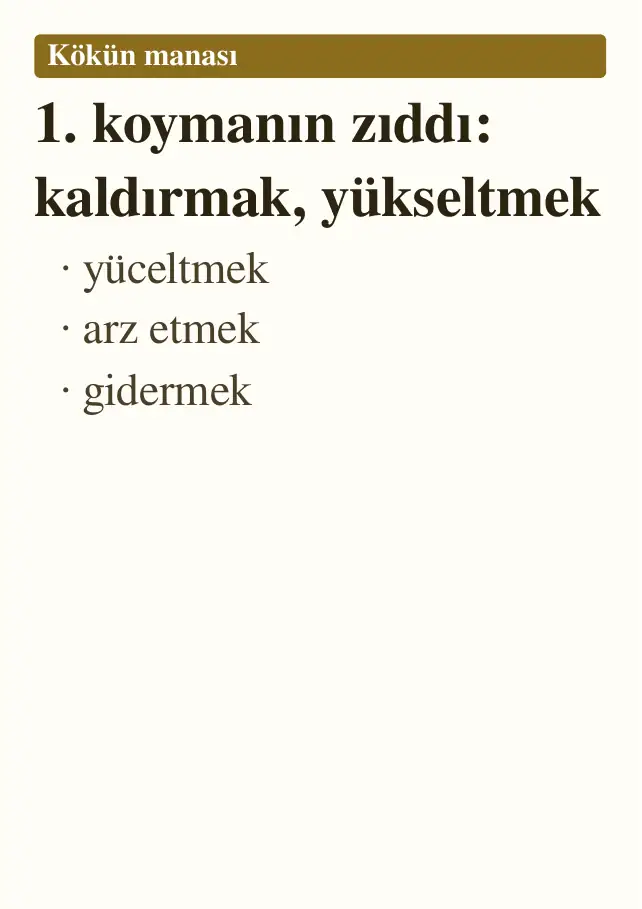 Kökün manası
1. koymanın zıddı:
kaldırmak, yükseltmek
· yüceltmek
· arz etmek
· gidermek